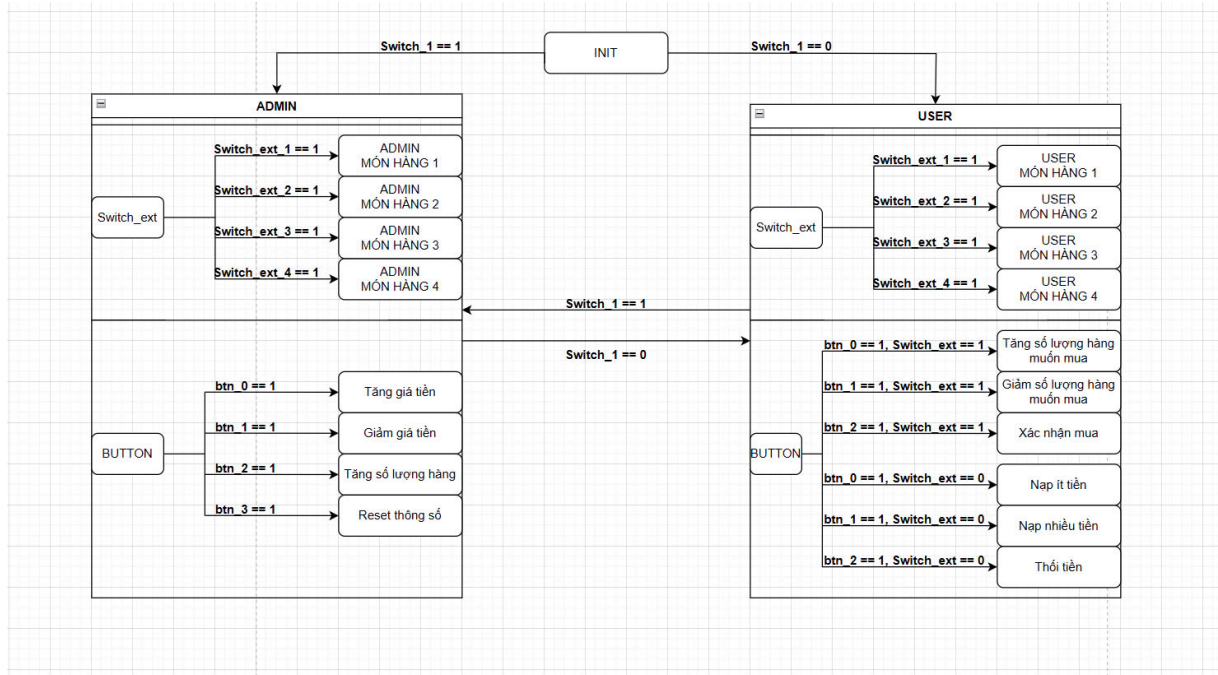 INIT
Switch_1 == 1
Switch_1 == 0
ADMIN
Switch_ext
Switch_ext_1 == 1
ADMIN
MÓN HÀNG 1
Switch_ext_2 == 1
ADMIN
MÓN HÀNG 2
Switch_ext_3 == 1
ADMIN
MÓN HÀNG 3
Switch_ext_4 == 1
ADMIN
MÓN HÀNG 4
BUTTON
btn_0 == 1
Tăng giá tiền
btn_1 == 1
Giảm giá tiền
btn_2 == 1
Tăng số lượng hàng
btn_3 == 1
Reset thông số
Switch_1 == 1
Switch_1 == 0
USER
Switch_ext
Switch_ext_1 == 1
USER
MÓN HÀNG 1
Switch_ext_2 == 1
USER
MÓN HÀNG 2
Switch_ext_3 == 1
USER
MÓN HÀNG 3
Switch_ext_4 == 1
USER
MÓN HÀNG 4
BUTTON
btn_0 == 1, Switch_ext == 1
Tăng số lượng hàng
muốn mua
btn_1 == 1, Switch_ext == 1
Giảm số lượng hàng
muốn mua
btn_2 == 1, Switch_ext == 1
Xác nhận mua
btn_0 == 1, Switch_ext == 0
Nạp ít tiền
btn_1 == 1, Switch_ext == 0
Nạp nhiều tiền
btn_2 == 1, Switch_ext == 0
Thối tiền